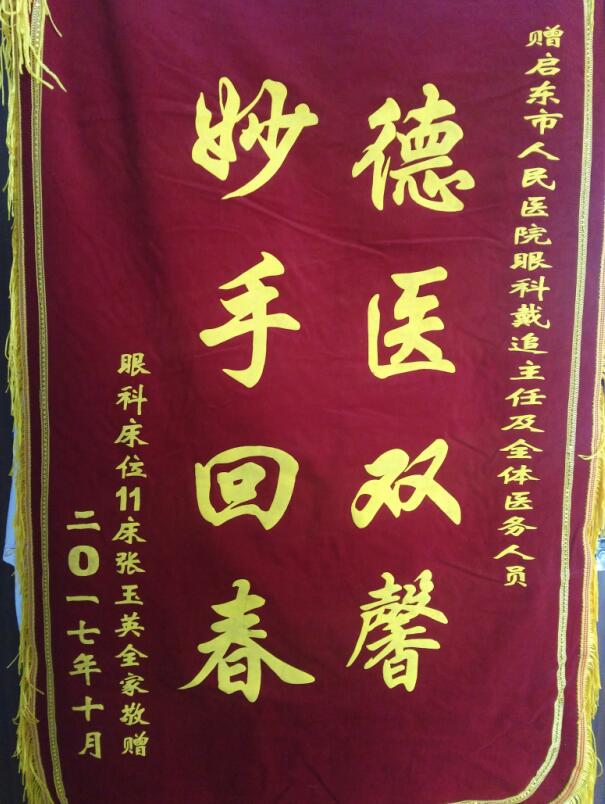 赠启东市人民医院眼科戴追主任及全体医务人员
德医双馨
妙手回春
眼科床位11床张玉英全家敬赠
二〇一七年十月